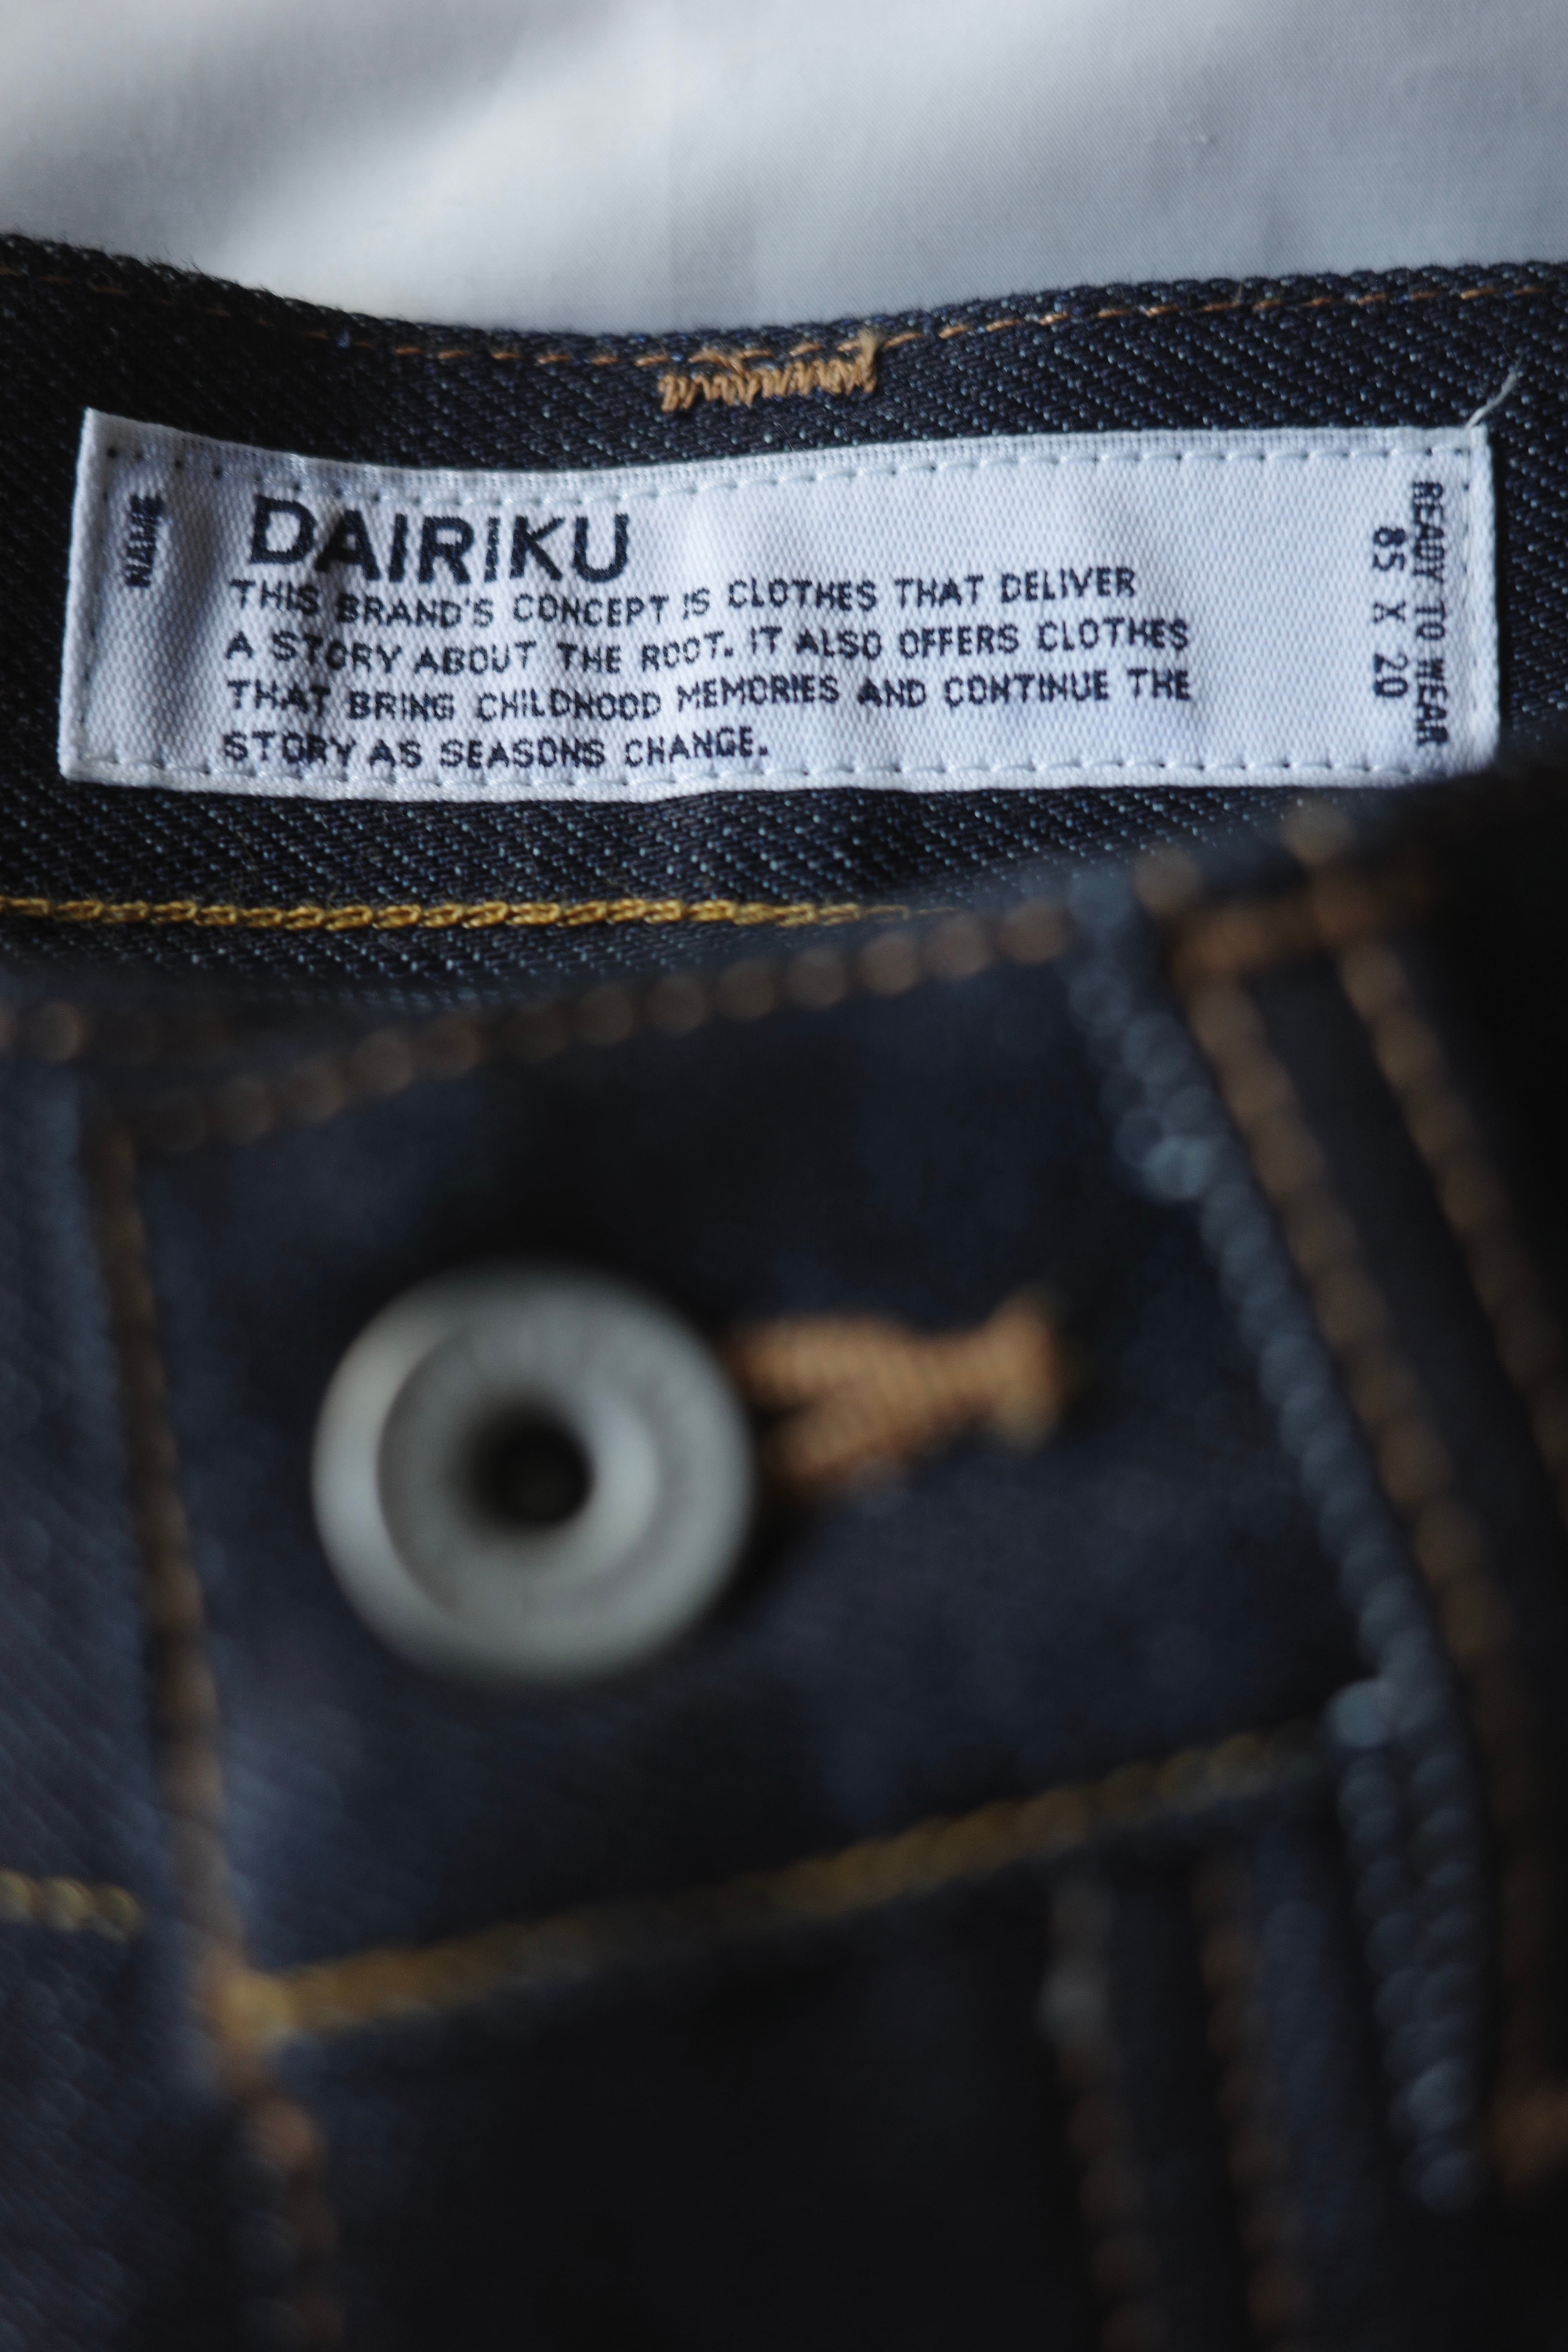 NAME
DAIRIKU
THIS BRAND'S CONCEPT IS CLOTHES THAT DELIVER
A STORY ABOUT THE ROOT. IT ALSO OFFERS CLOTHES
THAT BRING CHILDHOOD MEMORIES AND CONTINUE THE
STORY AS SEASONS CHANGE.
READY TO WEAR
85 X 20